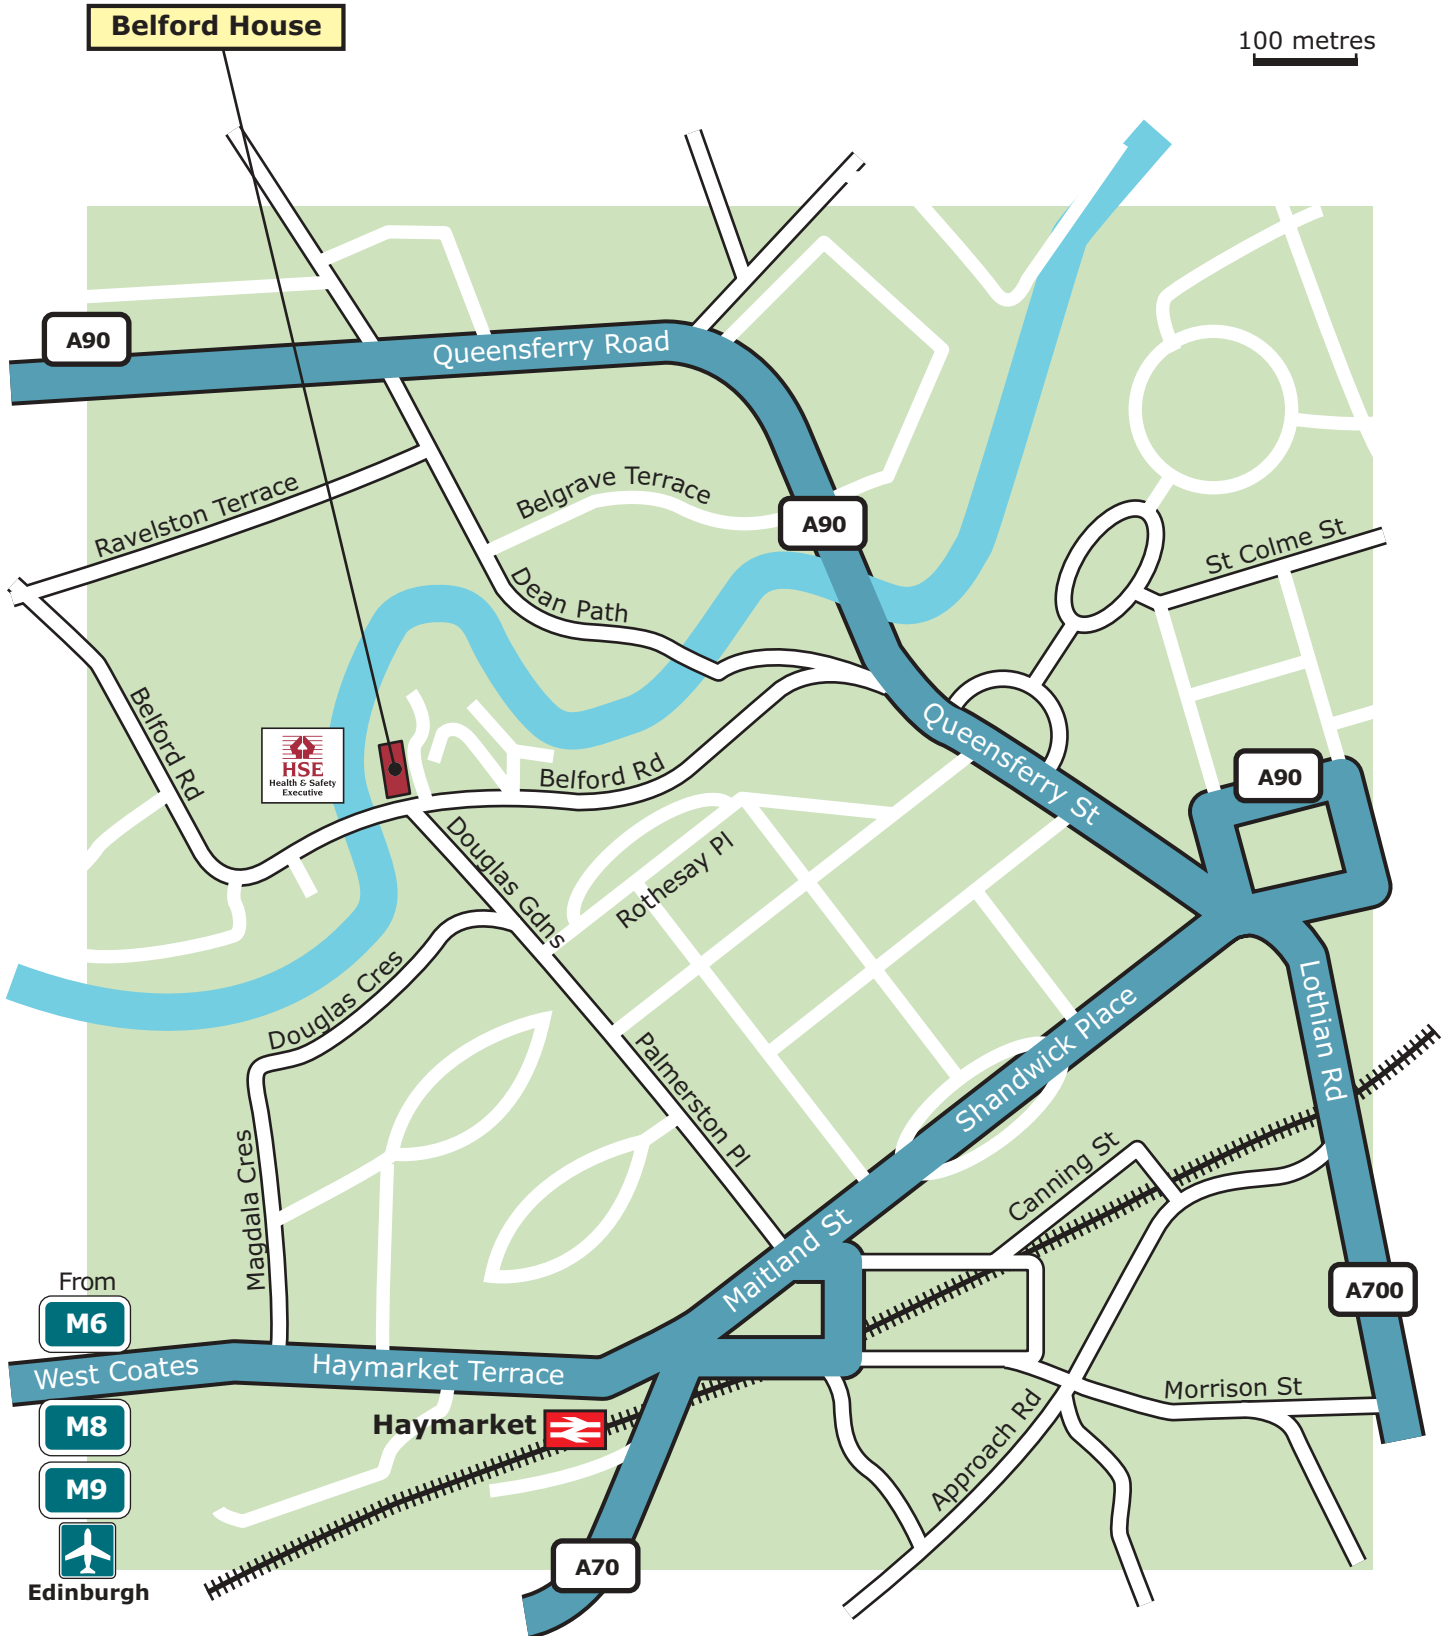 Belford House
100 metres
A90
Queensferry Road
Ravelston Terrace
Belgrave Terrace
A90
St Colme St
Dean Path
Belford Rd
HSE
Health & Safety
Executive
Belford Rd
Queensferry St
A90
Douglas Gdns
Rothesay Pl
Douglas Cres
Lothian Rd
Shandwick Place
Palmerston Pl
Magdala Cres
Canning St
Maitland St
From
M6
A700
West Coates
Haymarket Terrace
Morrison St
M8
Haymarket
Approach Rd
M9
A70
Edinburgh